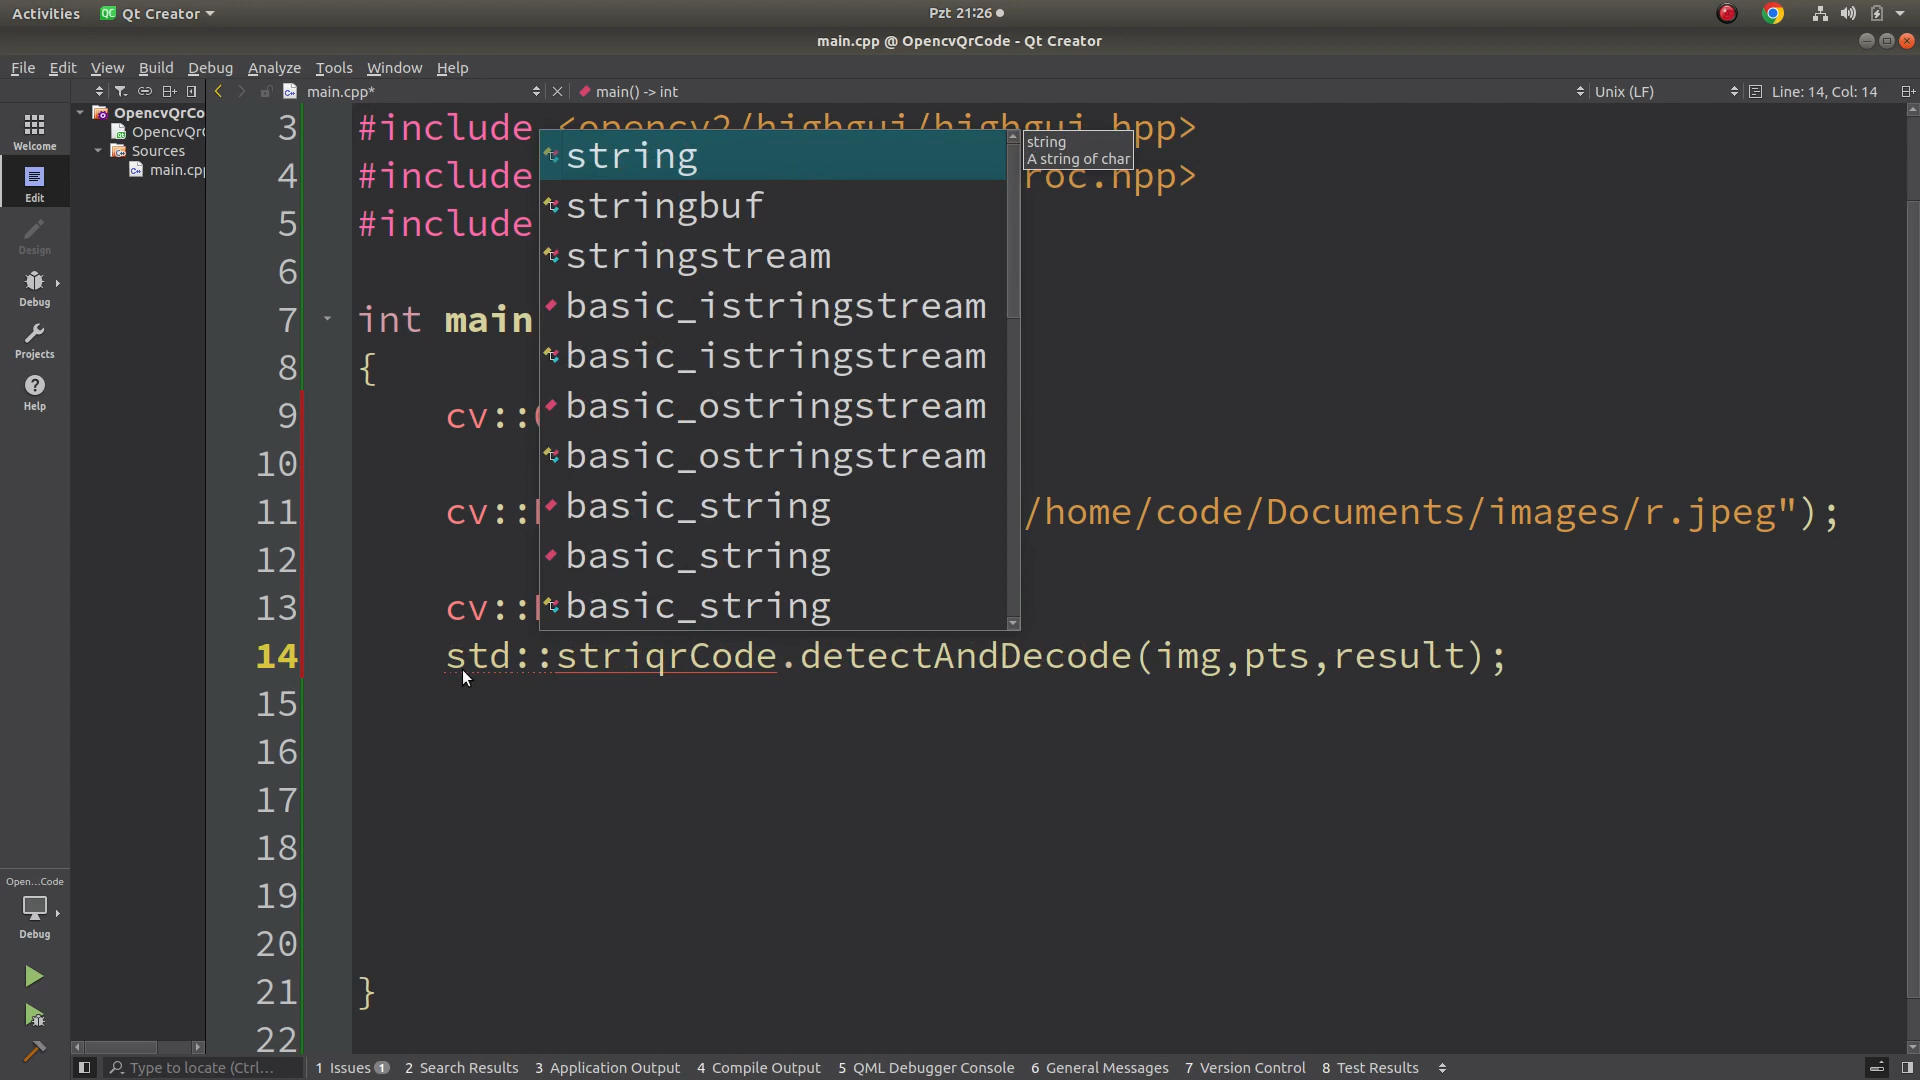 Activities Qt Creator Pzt 21:26
main.cpp @ OpencvQrCode - Qt Creator
File Edit View Build Debug Analyze Tools Window Help
main.cpp* main() -> int Unix (LF) Line: 14, Col: 14
OpencvQrCo
OpencvQr
Sources
main.cpp
Welcome
Edit
Design
Debug
Projects
Help
Open...Code
Debug
3 #include <opencv2/highgui/highgui.hpp>
4 #include roc.hpp>
5 #include
6
7 int main
8 {
9 cv::
10
11 cv:: /home/code/Documents/images/r.jpeg");
12
13 cv::
14 std::striqrCode.detectAndDecode(img,pts,result);
15
16
17
18
19
20
21 }
22
string
stringbuf
stringstream
basic_istringstream
basic_istringstream
basic_ostringstream
basic_ostringstream
basic_string
basic_string
basic_string
string
A string of char
Type to locate (Ctrl... 1 Issues 1 2 Search Results 3 Application Output 4 Compile Output 5 QML Debugger Console 6 General Messages 7 Version Control 8 Test Results